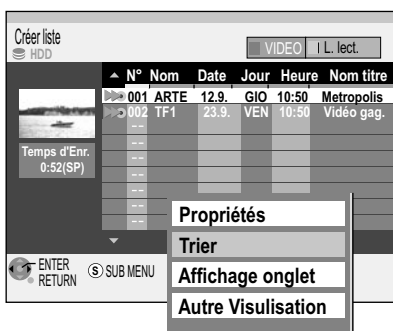 Créer liste
HDD
VIDEO L. lect.
N° Nom Date Jour Heure Nom titre
001 ARTE 12.9. GIO 10:50 Metropolis
002 TF1 23.9. VEN 10:50 Vidéo gag.
--
--
--
--
--
--
Temps d'Enr.
0:52(SP)
Propriétés
Trier
Affichage onglet
Autre Visulisation
ENTER
RETURN
S SUB MENU